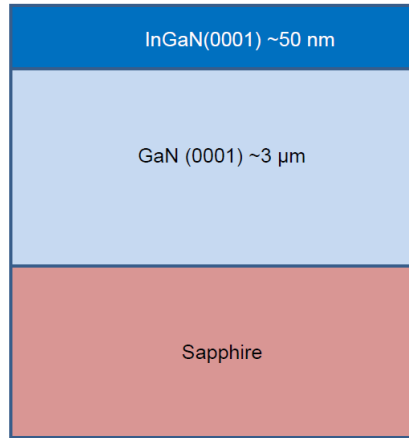 InGaN(0001) ~50 nm
GaN (0001) ~3 μm
Sapphire